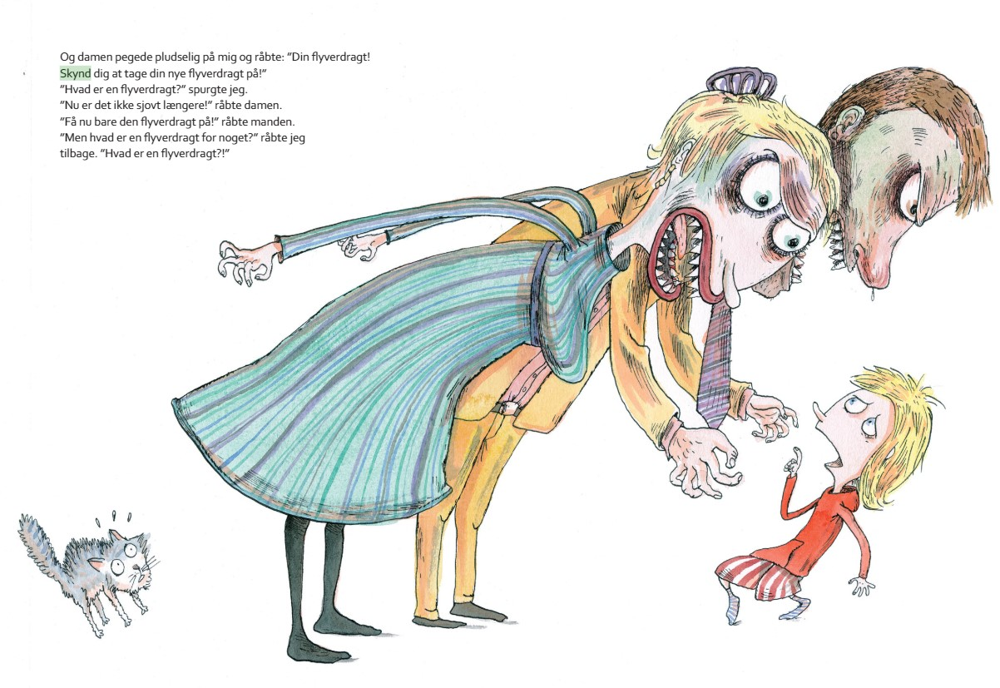 Og damen pegede pludselig på mig og råbte: ”Din flyverdragt!
Skynd dig at tage din nye flyverdragt på!”
”Hvad er en flyverdragt?” spurgte jeg.
”Nu er det ikke sjovt længere!” råbte damen.
”Få nu bare den flyverdragt på!” råbte manden.
”Men hvad er en flyverdragt for noget?” råbte jeg
tilbage. ”Hvad er en flyverdragt?!”